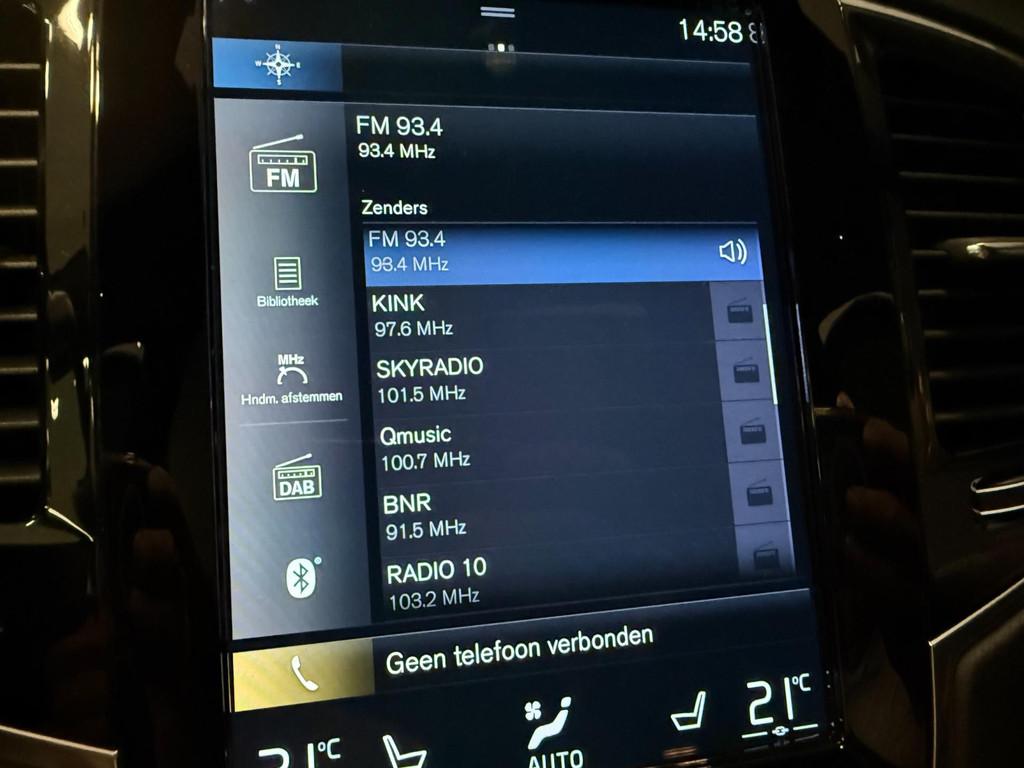 14:58
N
W E
S
FM
FM 93.4
93.4 MHz
Zenders
FM 93.4
93.4 MHz
Bibliotheek
KINK
97.6 MHz
MHz
Hndm. afstemmen
SKYRADIO
101.5 MHz
Qmusic
100.7 MHz
DAB
BNR
91.5 MHz
RADIO 10
103.2 MHz
Geen telefoon verbonden
21°C
AUTO
21°C